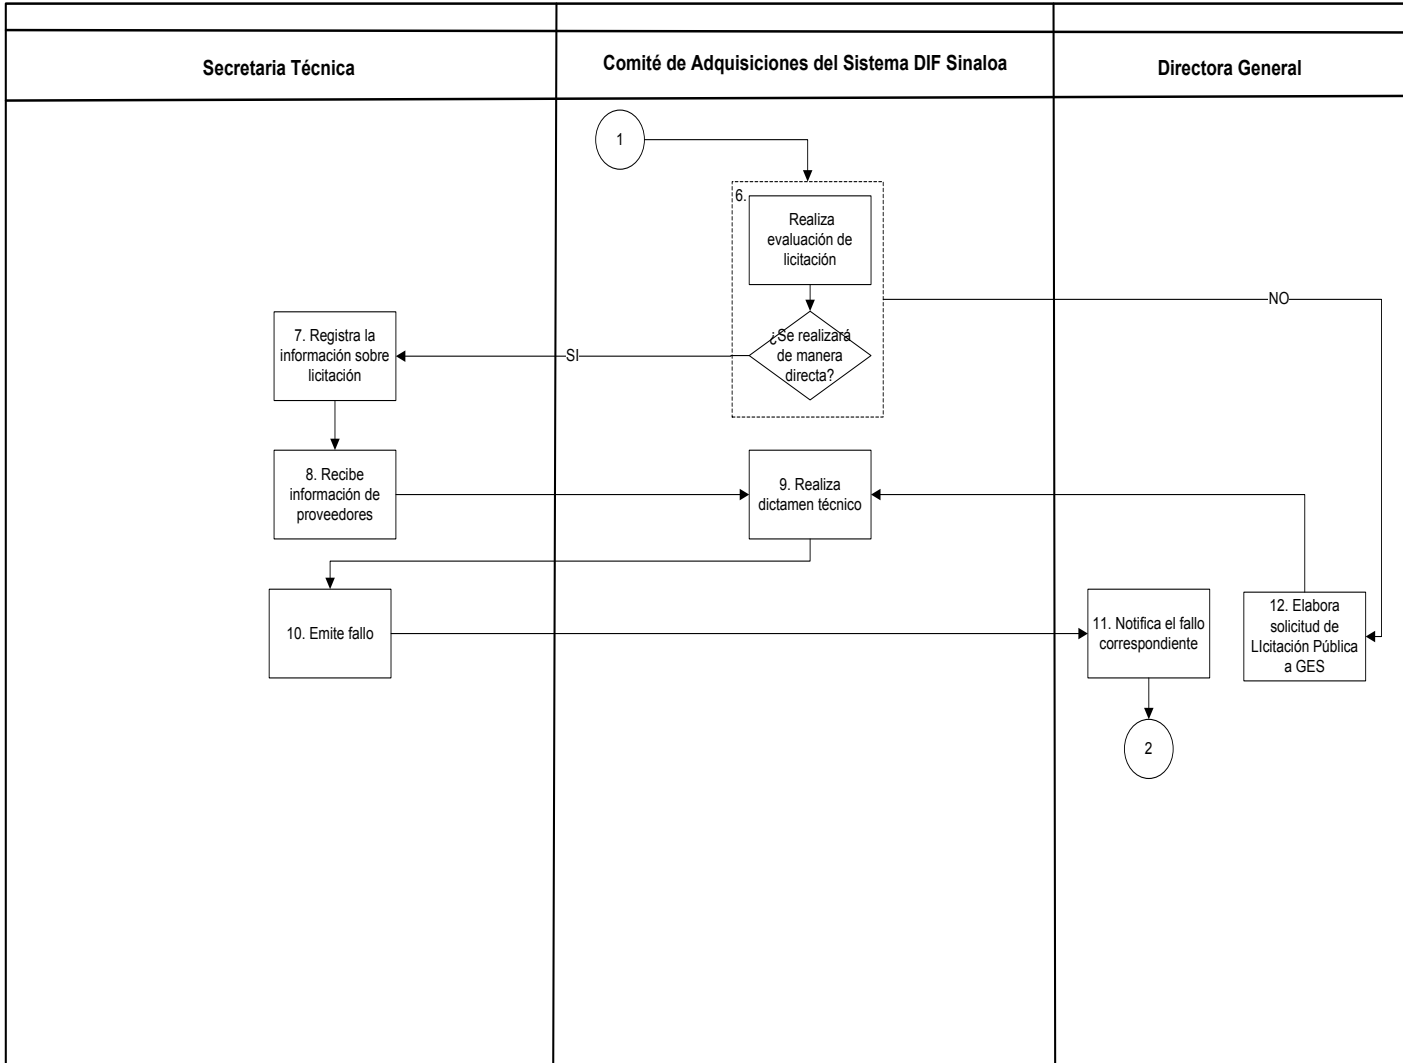 Secretaria Técnica
Comité de Adquisiciones del Sistema DIF Sinaloa
Directora General
1
6.
Realiza
evaluación de
licitación
NO
7. Registra la
información sobre
licitación
SI
¿Se realizará
de manera
directa?
8. Recibe
información de
proveedores
9. Realiza
dictamen técnico
10. Emite fallo
11. Notifica el fallo
correspondiente
12. Elabora
solicitud de
LIcitación Pública
a GES
2